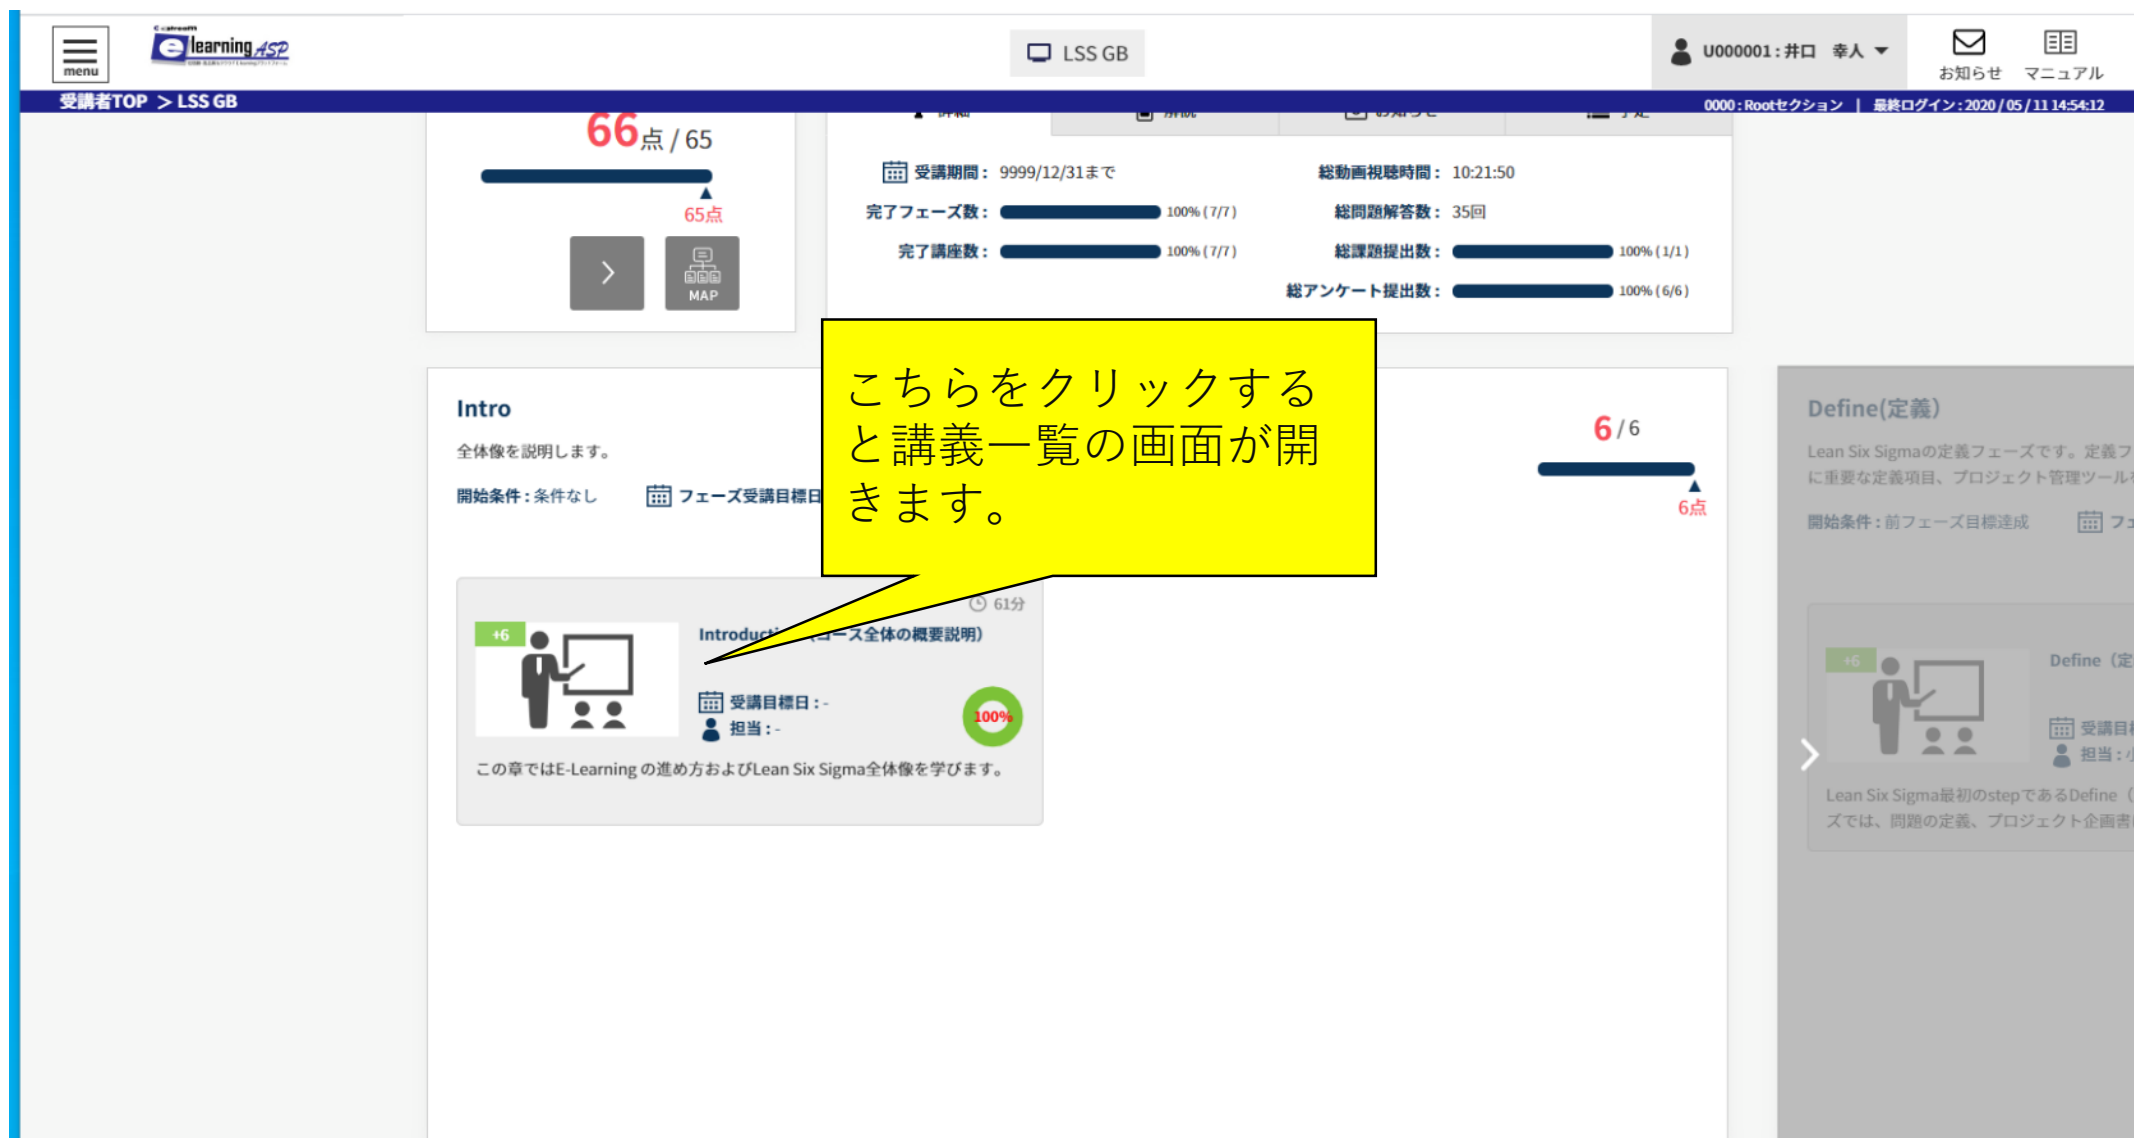 menu
learning ASP
LSS GB
U000001 : 井口 幸人
お知らせ
マニュアル
受講者TOP > LSS GB
0000 : Rootセクション | 最終ログイン : 2020 / 05 / 11 14:54:12
66点 / 65
65点
MAP
受講期間 : 9999/12/31まで
総動画視聴時間 : 10:21:50
完了フェーズ数 : 100% ( 7/7 )
総問題解答数 : 35回
完了講座数 : 100% ( 7/7 )
総課題提出数 : 100% ( 1/1 )
総アンケート提出数 : 100% ( 6/6 )
こちらをクリックする
と講義一覧の画面が開
きます。
Intro
全体像を説明します。
開始条件 : 条件なし
フェーズ受講目標日
6 / 6
6点
61分
+6
(コース全体の概要説明)
受講目標日 : -
担当 : -
100%
この章ではE-Learning の進め方およびLean Six Sigma全体像を学びます。
Define(定義)
Lean Six Sigmaの定義フェーズです。定義フ
に重要な定義項目、プロジェクト管理ツール
開始条件 : 前フェーズ目標達成
+6
Define (定
受講目
担当 :
Lean Six Sigma最初のstepであるDefine (
ズでは、問題の定義、プロジェクト企画書